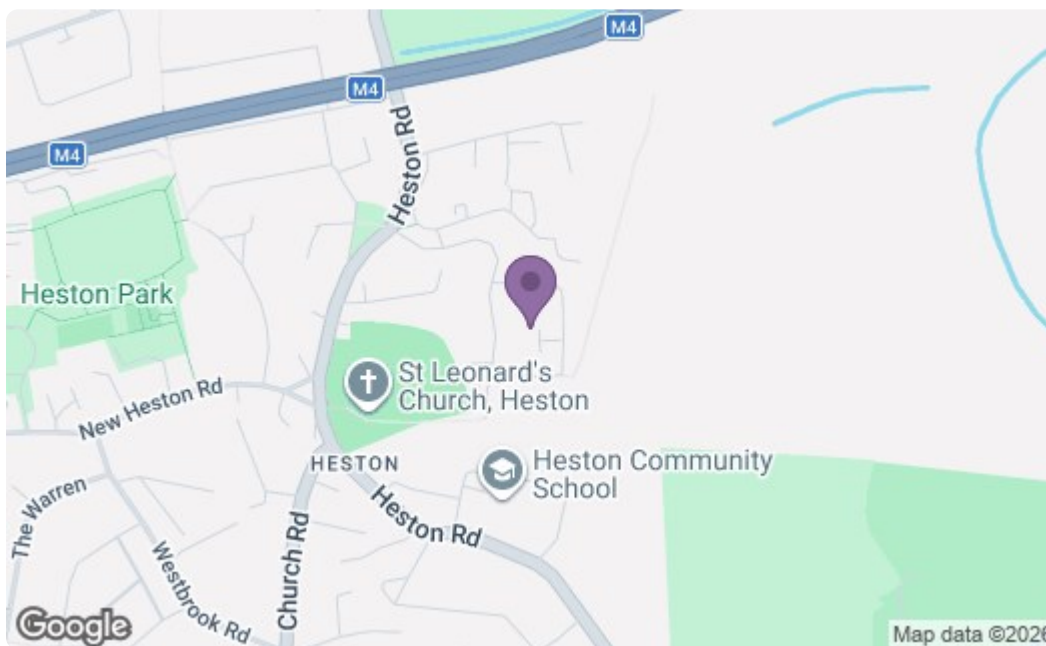 M4
M4
M4
Heston Rd
Heston Park
St Leonard's
Church, Heston
New Heston Rd
HESTON
Heston Community
School
The Warren
Heston Rd
Church Rd
Westbrook Rd
Google
Map data ©2026